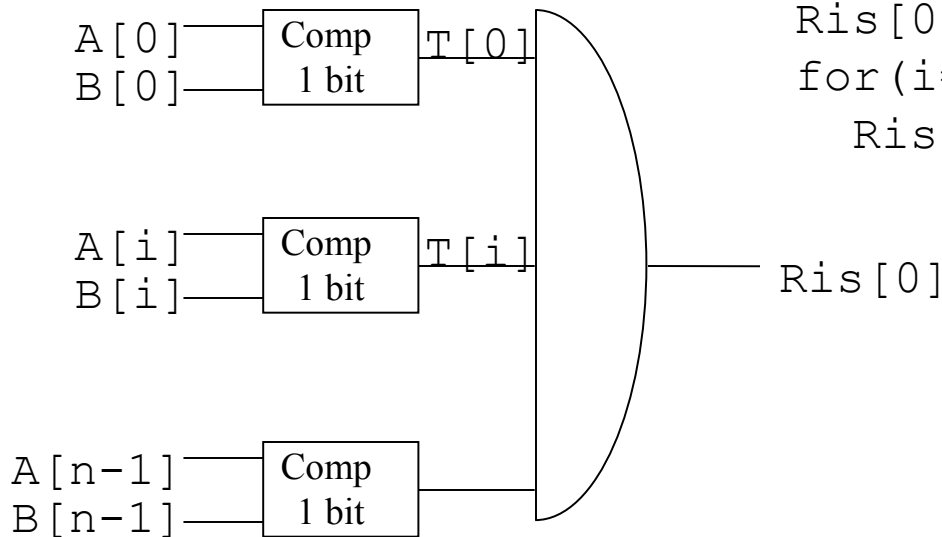 A[0]
B[0]
Comp
1 bit
T[0]
Ris[0
for(i=
Ris
A[i]
B[i]
Comp
1 bit
T[i]
Ris[0]
A[n-1]
B[n-1]
Comp
1 bit